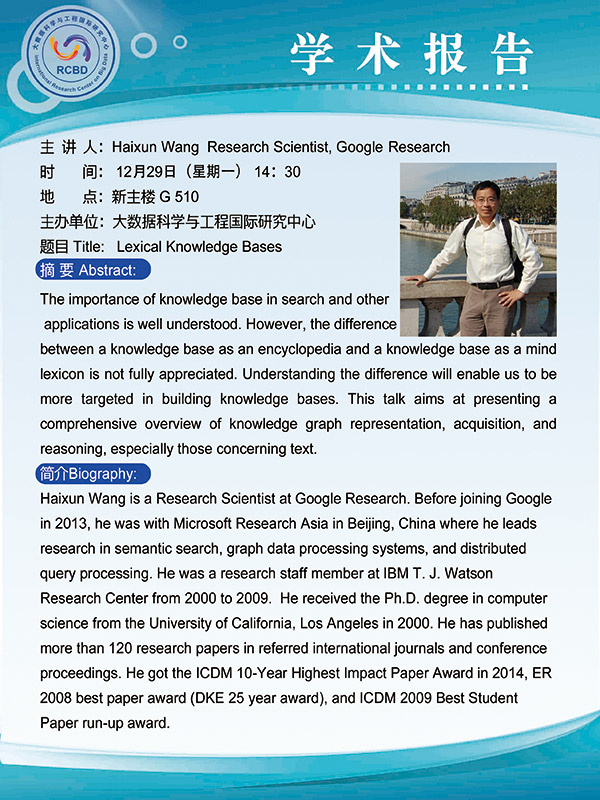 大数据科学与工程国际研究中心
RCBD
International Research Center on Big Data
学术报告
主 讲 人：Haixun Wang Research Scientist, Google Research
时 间： 12月29日（星期一） 14：30
地 点：新主楼 G 510
主办单位：大数据科学与工程国际研究中心
题目 Title: Lexical Knowledge Bases
摘 要 Abstract:
The importance of knowledge base in search and other
applications is well understood. However, the difference
between a knowledge base as an encyclopedia and a knowledge base as a mind
lexicon is not fully appreciated. Understanding the difference will enable us to be
more targeted in building knowledge bases. This talk aims at presenting a
comprehensive overview of knowledge graph representation, acquisition, and
reasoning, especially those concerning text.
简介Biography:
Haixun Wang is a Research Scientist at Google Research. Before joining Google
in 2013, he was with Microsoft Research Asia in Beijing, China where he leads
research in semantic search, graph data processing systems, and distributed
query processing. He was a research staff member at IBM T. J. Watson
Research Center from 2000 to 2009. He received the Ph.D. degree in computer
science from the University of California, Los Angeles in 2000. He has published
more than 120 research papers in referred international journals and conference
proceedings. He got the ICDM 10-Year Highest Impact Paper Award in 2014, ER
2008 best paper award (DKE 25 year award), and ICDM 2009 Best Student
Paper run-up award.